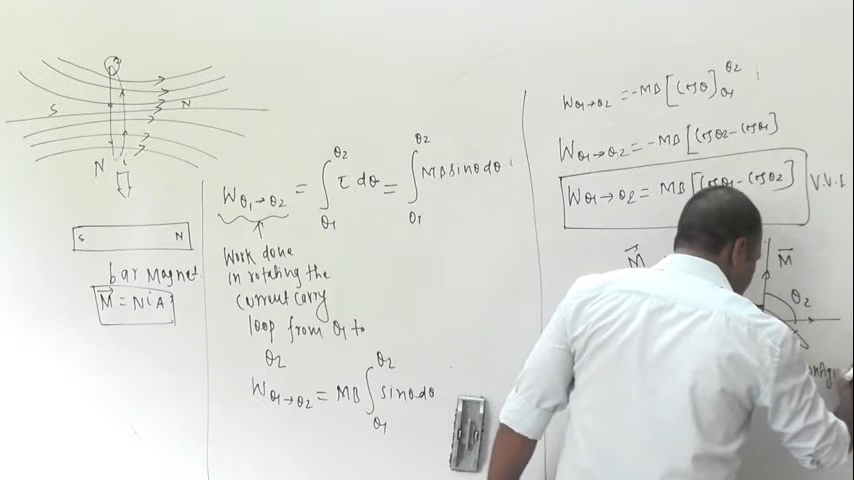 S
N
N i
S N
bar Magnet
M⃗ = NiA
Wθ1→θ2 = ∫θ1^θ2 τ dθ = ∫θ1^θ2 MB sinθ dθ
Work done
in rotating the
current carry
loop from θ1 to
θ2
Wθ1→θ2 = MB ∫θ1^θ2 sinθ dθ
Wθ1→θ2 = -MB [cosθ]θ1^θ2
Wθ1→θ2 = -MB [cosθ2 - cosθ1]
Wθ1→θ2 = MB [cosθ1 - cosθ2]
V.V.I
M⃗
M⃗
θ2